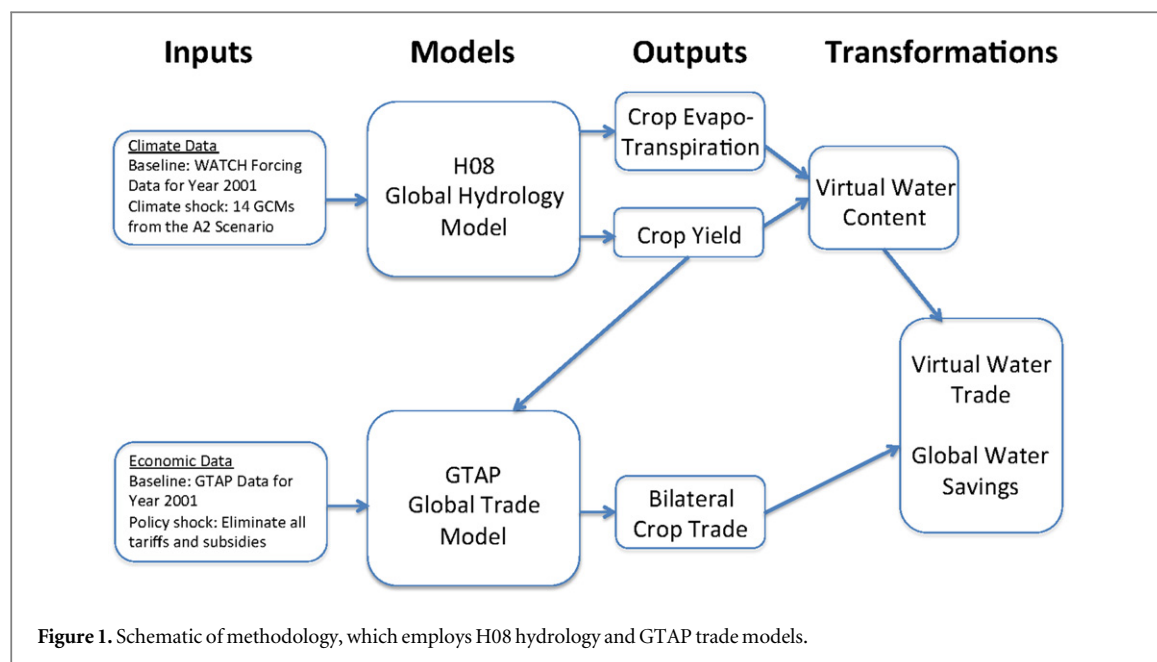 Inputs
Models
Outputs
Transformations
Climate Data
Baseline: WATCH Forcing
Data for Year 2001
Climate shock: 14 GCMs
from the A2 Scenario
H08
Global Hydrology
Model
Crop Evapo-
Transpiration
Crop Yield
Virtual Water
Content
Economic Data
Baseline: GTAP Data for
Year 2001
Policy shock: Eliminate all
tariffs and subsidies
GTAP
Global Trade
Model
Bilateral
Crop Trade
Virtual Water
Trade
Global Water
Savings
Figure 1. Schematic of methodology, which employs H08 hydrology and GTAP trade models.